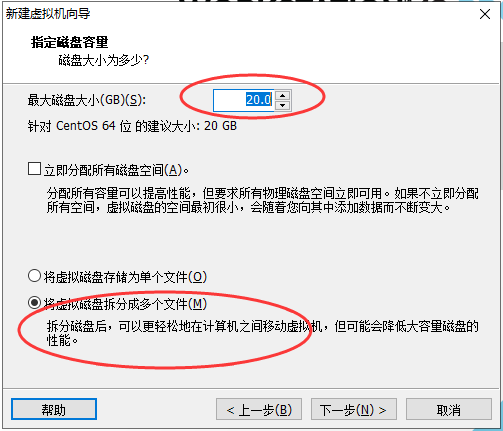 新建虚拟机向导
指定磁盘容量
磁盘大小为多少?
最大磁盘大小(GB)(S):
20.0
针对 CentOS 64 位 的建议大小: 20 GB
立即分配所有磁盘空间(A)。
分配所有容量可以提高性能，但要求所有物理磁盘空间立即可用。如果不立即分配
所有空间，虚拟磁盘的空间最初很小，会随着您向其中添加数据而不断变大。
将虚拟磁盘存储为单个文件(O)
将虚拟磁盘拆分成多个文件(M)
拆分磁盘后，可以更轻松地在计算机之间移动虚拟机，但可能会降低大容量磁盘的
性能。
帮助
< 上一步(B)
下一步(N) >
取消